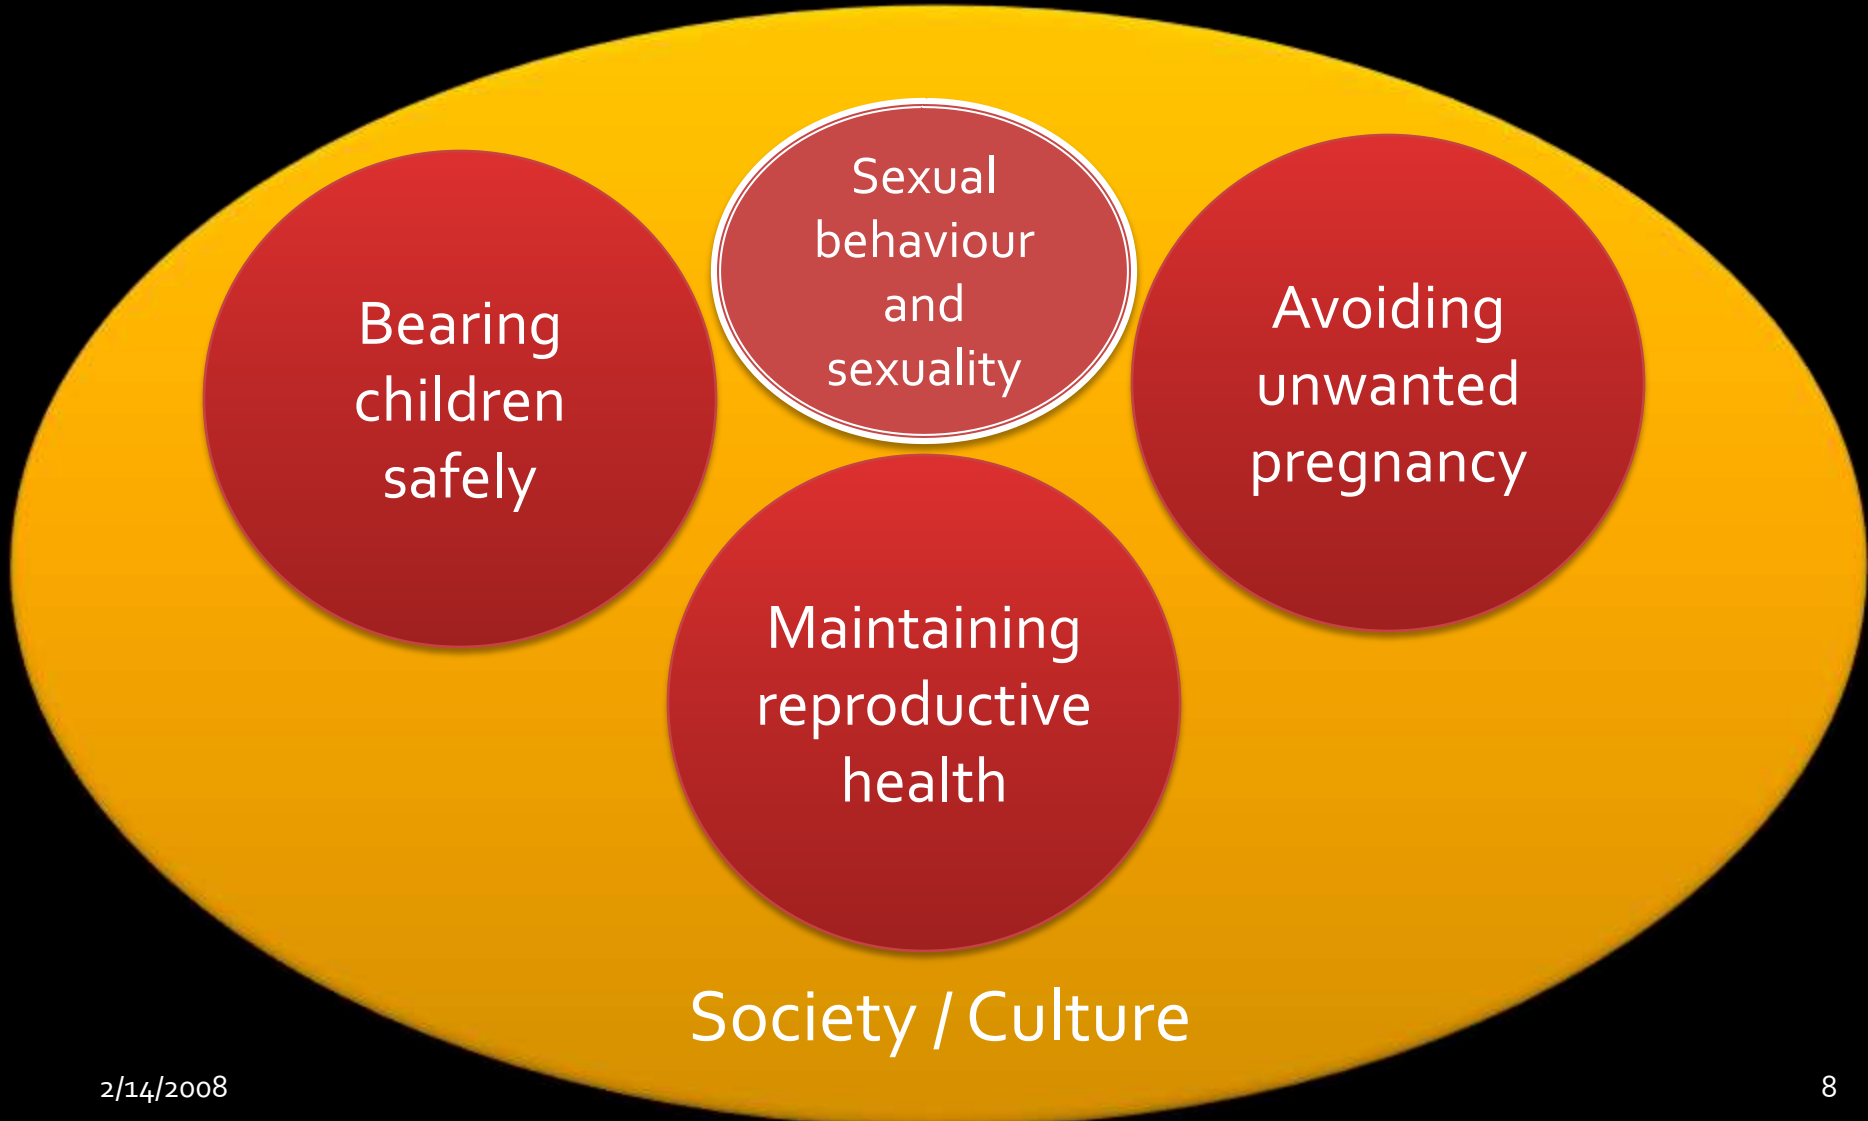 Sexual
behaviour
and
sexuality
Bearing
children
safely
Avoiding
unwanted
pregnancy
Maintaining
reproductive
health
Society / Culture
2/14/2008
8